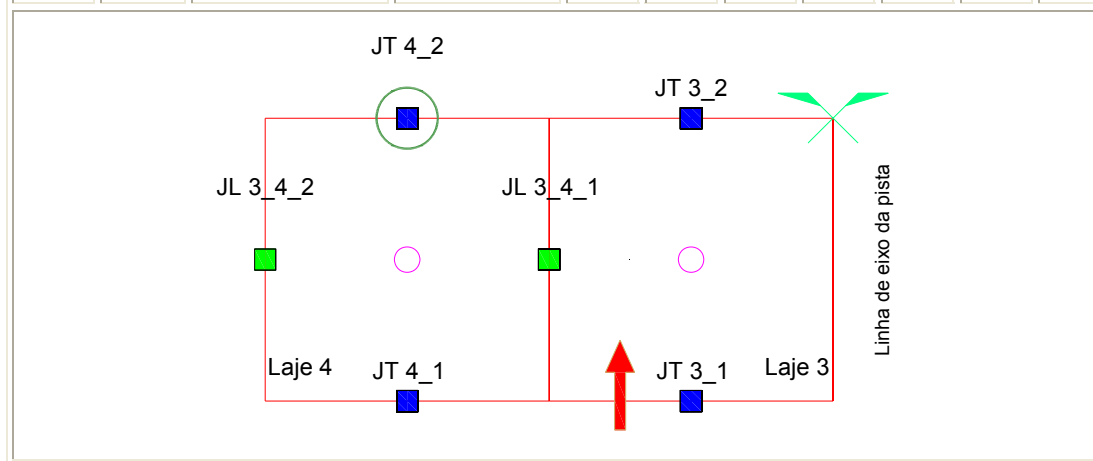 JT 4_2
JT 3_2
JL 3_4_2
JL 3_4_1
Linha de eixo da pista
Laje 4
JT 4_1
JT 3_1
Laje 3